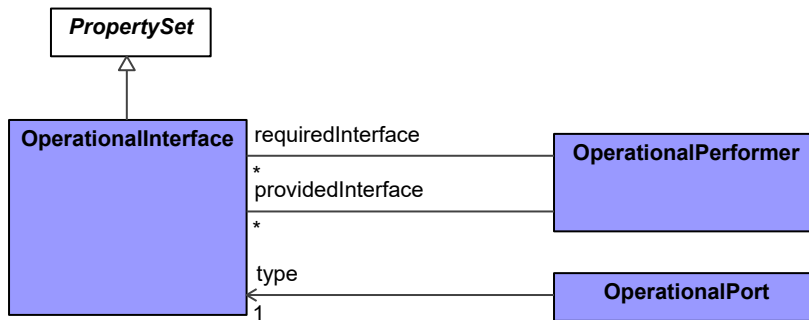 PropertySet
OperationalInterface
requiredInterface
*
OperationalPerformer
providedInterface
*
type
1
OperationalPort